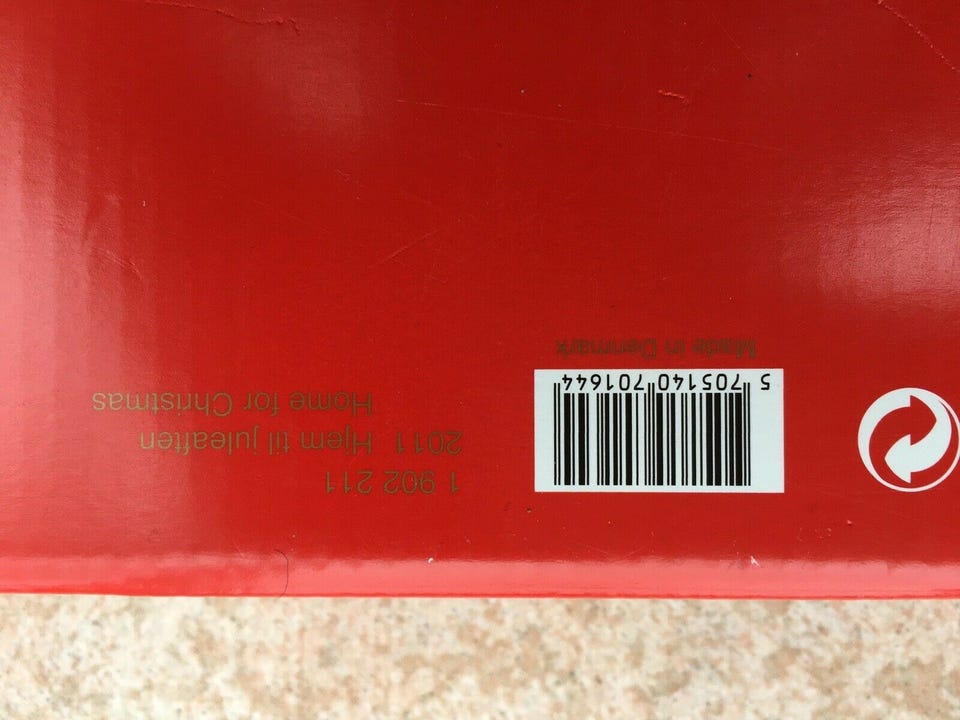 1 902 211
2011 Hjem til juleaften
Home for Christmas
Made in Denmark
5 705140 701644